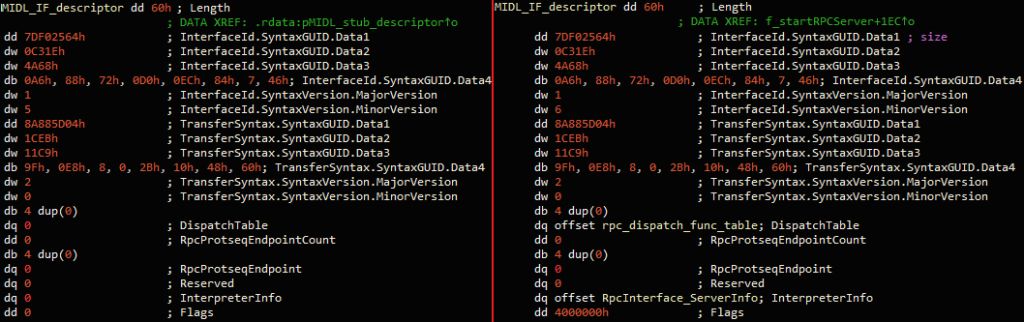 MIDL_IF_descriptor dd 60h ; Length
; DATA XREF: .rdata:pMIDL_stub_descriptor↑o
dd 7DF02564h ; InterfaceId.SyntaxGUID.Data1
dw 0C31Eh ; InterfaceId.SyntaxGUID.Data2
dw 4A68h ; InterfaceId.SyntaxGUID.Data3
db 0A6h, 88h, 72h, 0D0h, 0ECh, 84h, 7, 46h; InterfaceId.SyntaxGUID.Data4
dw 1 ; InterfaceId.SyntaxVersion.MajorVersion
dw 5 ; InterfaceId.SyntaxVersion.MinorVersion
dd 8A885D04h ; TransferSyntax.SyntaxGUID.Data1
dw 1CEBh ; TransferSyntax.SyntaxGUID.Data2
dw 11C9h ; TransferSyntax.SyntaxGUID.Data3
db 9Fh, 0E8h, 8, 0, 2Bh, 10h, 48h, 60h; TransferSyntax.SyntaxGUID.Data4
dw 2 ; TransferSyntax.SyntaxVersion.MajorVersion
dw 0 ; TransferSyntax.SyntaxVersion.MinorVersion
db 4 dup(0)
dq 0 ; DispatchTable
dd 0 ; RpcProtseqEndpointCount
db 4 dup(0)
dq 0 ; RpcProtseqEndpoint
dq 0 ; Reserved
dq 0 ; InterpreterInfo
dd 0 ; Flags
MIDL_IF_descriptor dd 60h ; Length
; DATA XREF: f_startRPCServer+1EC↑o
dd 7DF02564h ; InterfaceId.SyntaxGUID.Data1 ; size
dw 0C31Eh ; InterfaceId.SyntaxGUID.Data2
dw 4A68h ; InterfaceId.SyntaxGUID.Data3
db 0A6h, 88h, 72h, 0D0h, 0ECh, 84h, 7, 46h; InterfaceId.SyntaxGUID.Data4
dw 1 ; InterfaceId.SyntaxVersion.MajorVersion
dw 6 ; InterfaceId.SyntaxVersion.MinorVersion
dd 8A885D04h ; TransferSyntax.SyntaxGUID.Data1
dw 1CEBh ; TransferSyntax.SyntaxGUID.Data2
dw 11C9h ; TransferSyntax.SyntaxGUID.Data3
db 9Fh, 0E8h, 8, 0, 2Bh, 10h, 48h, 60h; TransferSyntax.SyntaxGUID.Data4
dw 2 ; TransferSyntax.SyntaxVersion.MajorVersion
dw 0 ; TransferSyntax.SyntaxVersion.MinorVersion
db 4 dup(0)
dq offset rpc_dispatch_func_table; DispatchTable
dd 0 ; RpcProtseqEndpointCount
db 4 dup(0)
dq 0 ; RpcProtseqEndpoint
dq 0 ; Reserved
dq offset RpcInterface_ServerInfo; InterpreterInfo
dd 4000000h ; Flags